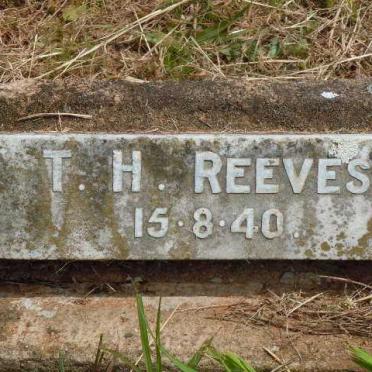 T. H. REEVES
15·8·40.